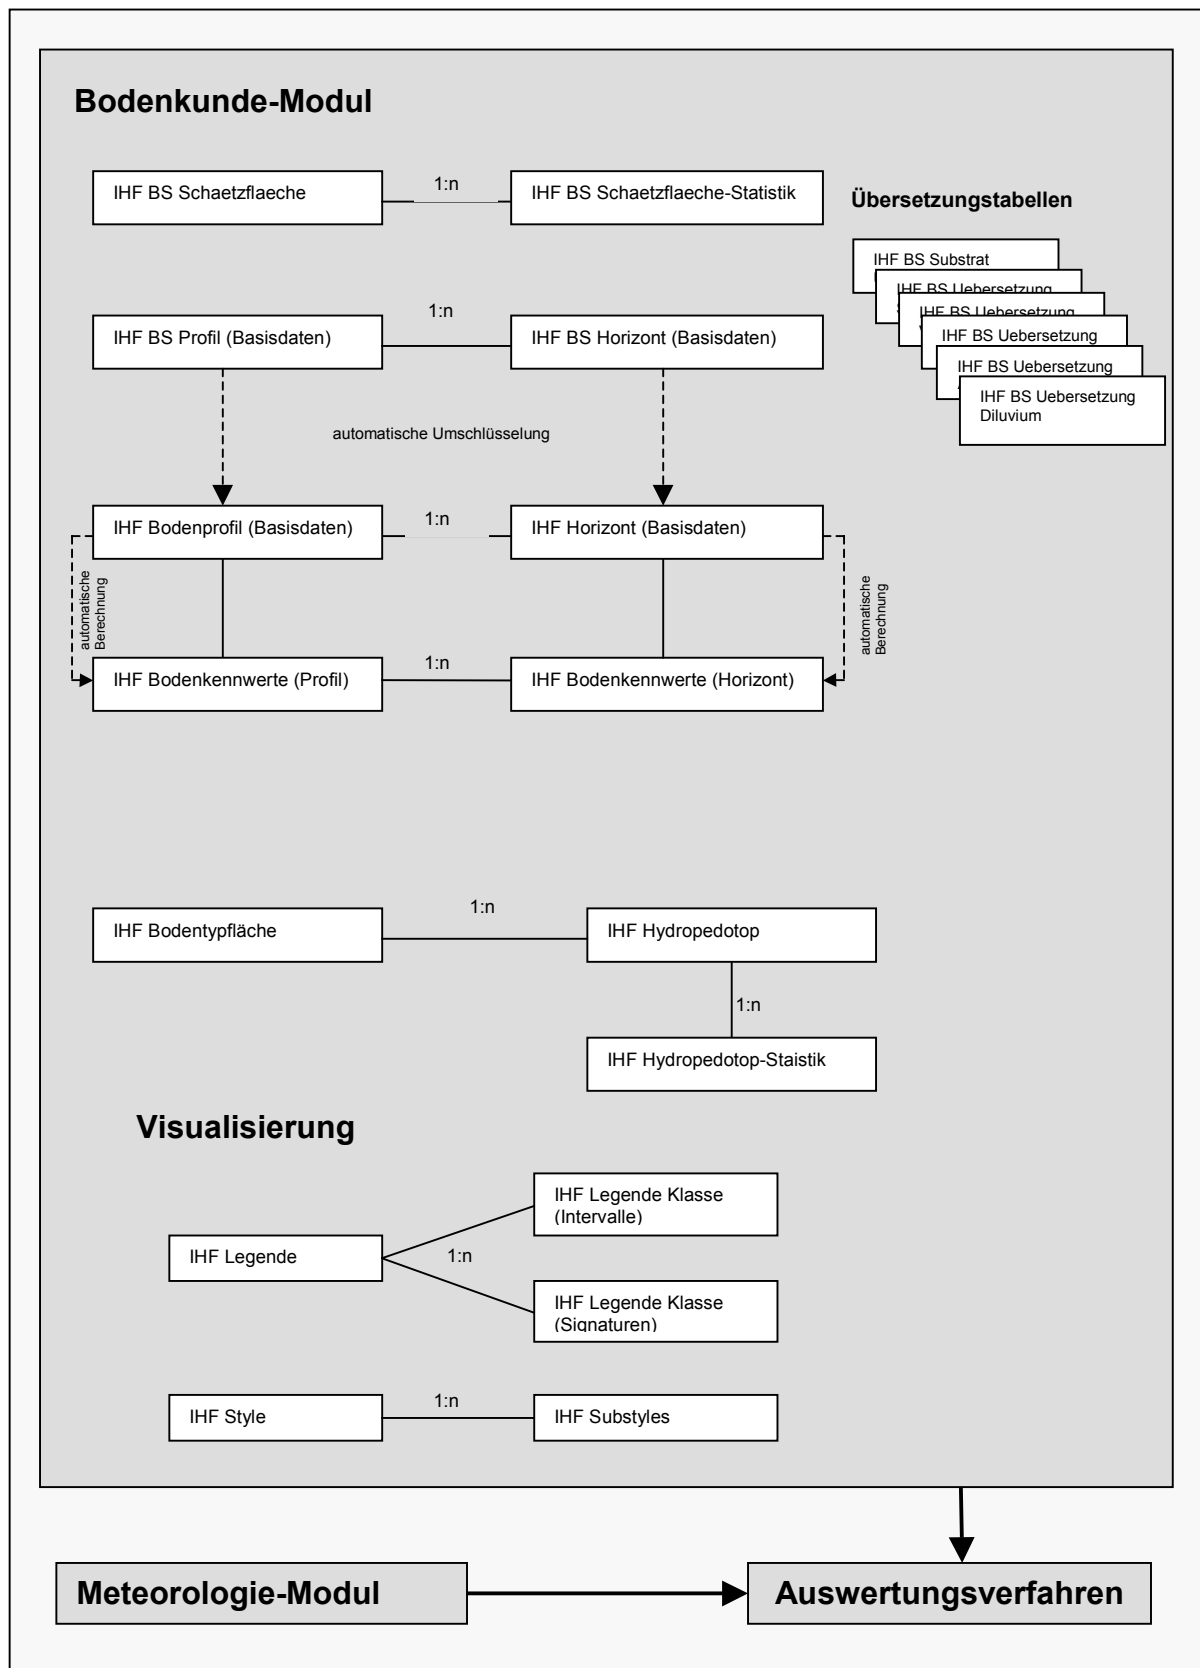 Bodenkunde-Modul
IHF BS Schaetzflaeche
1:n
IHF BS Schaetzflaeche-Statistik
Übersetzungstabellen
IHF BS Substrat
IHF BS Uebersetzung
IHF BS Uebersetzung
IHF BS Uebersetzung
IHF BS Uebersetzung
IHF BS Uebersetzung
Diluvium
IHF BS Profil (Basisdaten)
1:n
IHF BS Horizont (Basisdaten)
automatische Umschlüsselung
IHF Bodenprofil (Basisdaten)
1:n
IHF Horizont (Basisdaten)
automatische
Berechnung
automatische
Berechnung
IHF Bodenkennwerte (Profil)
1:n
IHF Bodenkennwerte (Horizont)
IHF Bodentypfläche
1:n
IHF Hydropedotop
1:n
IHF Hydropedotop-Staistik
Visualisierung
IHF Legende Klasse
(Intervalle)
IHF Legende
1:n
IHF Legende Klasse
(Signaturen)
IHF Style
1:n
IHF Substyles
Meteorologie-Modul
Auswertungsverfahren